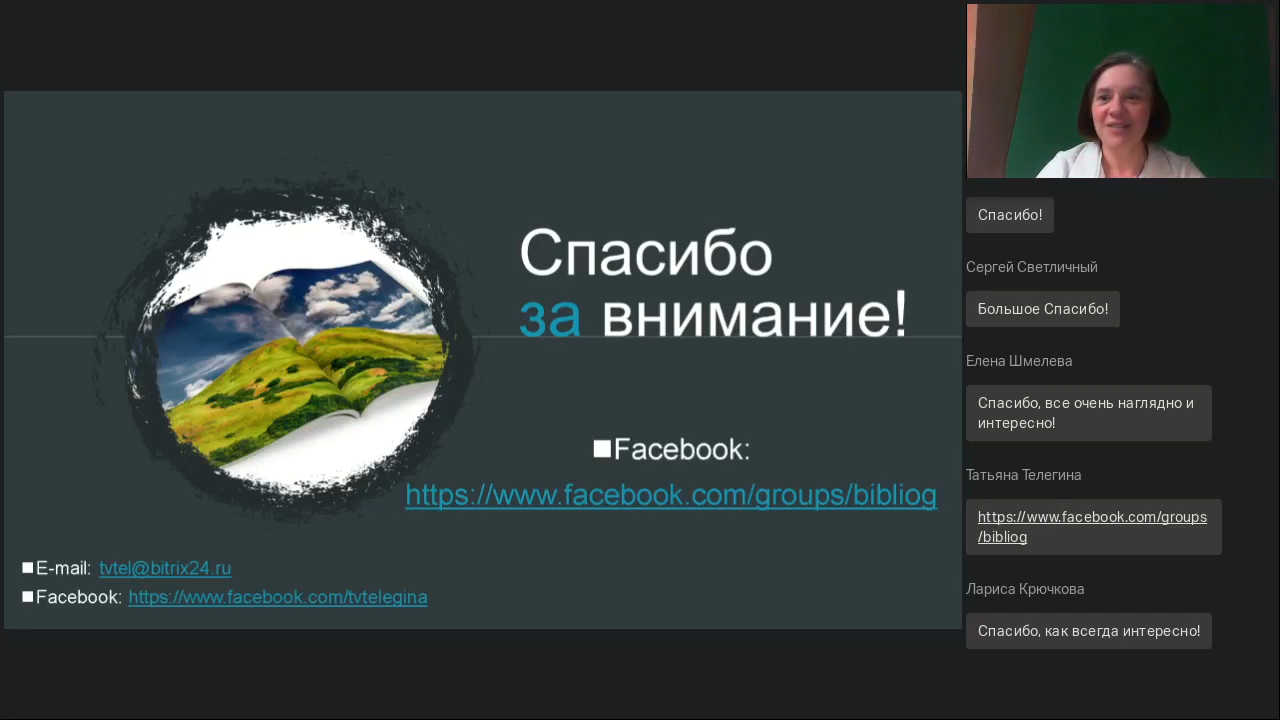 Спасибо
за внимание!
Facebook:
https://www.facebook.com/groups/bibliog
E-mail: tvtel@bitrix24.ru
Facebook: https://www.facebook.com/tvtelegina
Спасибо!
Сергей Светличный
Большое Спасибо!
Елена Шмелева
Спасибо, все очень наглядно и
интересно!
Татьяна Телегина
https://www.facebook.com/groups
/bibliog
Лариса Крючкова
Спасибо, как всегда интересно!